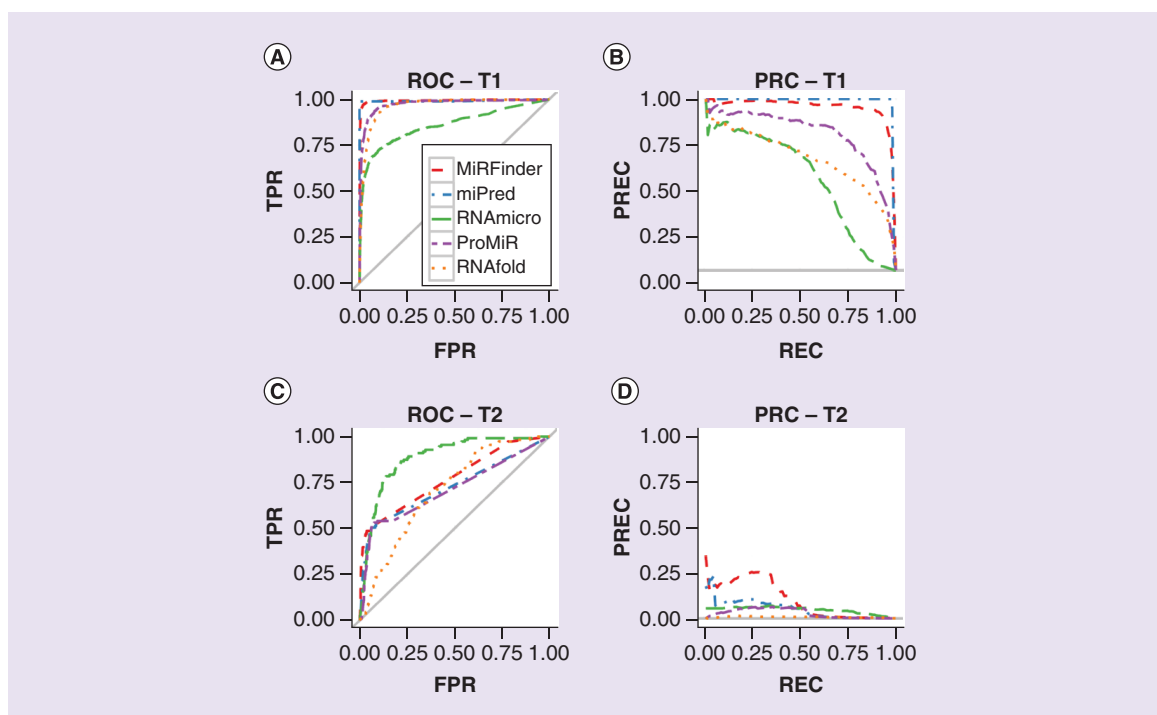 A
ROC – T1
1.00
0.75
0.50
0.25
0.00
TPR
MiRFinder
miPred
RNAmicro
ProMiR
RNAfold
0.00 0.25 0.50 0.75 1.00
FPR
B
PRC – T1
1.00
0.75
0.50
0.25
0.00
PREC
0.00 0.25 0.50 0.75 1.00
REC
C
ROC – T2
1.00
0.75
0.50
0.25
0.00
TPR
0.00 0.25 0.50 0.75 1.00
FPR
D
PRC – T2
1.00
0.75
0.50
0.25
0.00
PREC
0.00 0.25 0.50 0.75 1.00
REC